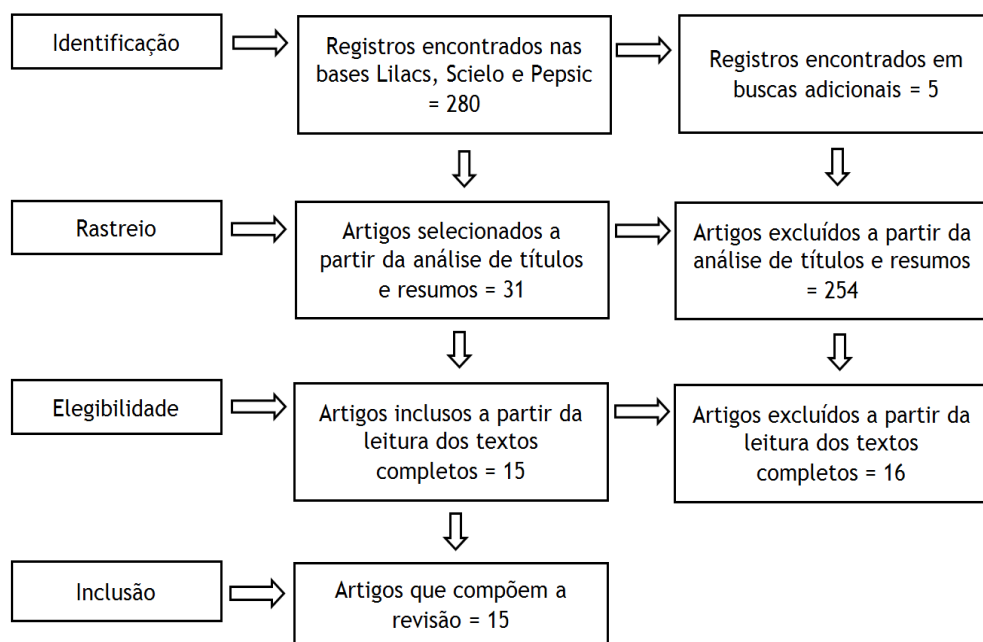 Identificação
Registros encontrados nas
bases Lilacs, Scielo e Pepsic
= 280
Registros encontrados em
buscas adicionais = 5
Rastreio
Artigos selecionados a
partir da análise de títulos
e resumos = 31
Artigos excluídos a partir da
análise de títulos e resumos
= 254
Elegibilidade
Artigos inclusos a partir da
leitura dos textos
completos = 15
Artigos excluídos a partir da
leitura dos textos
completos = 16
Inclusão
Artigos que compõem a
revisão = 15